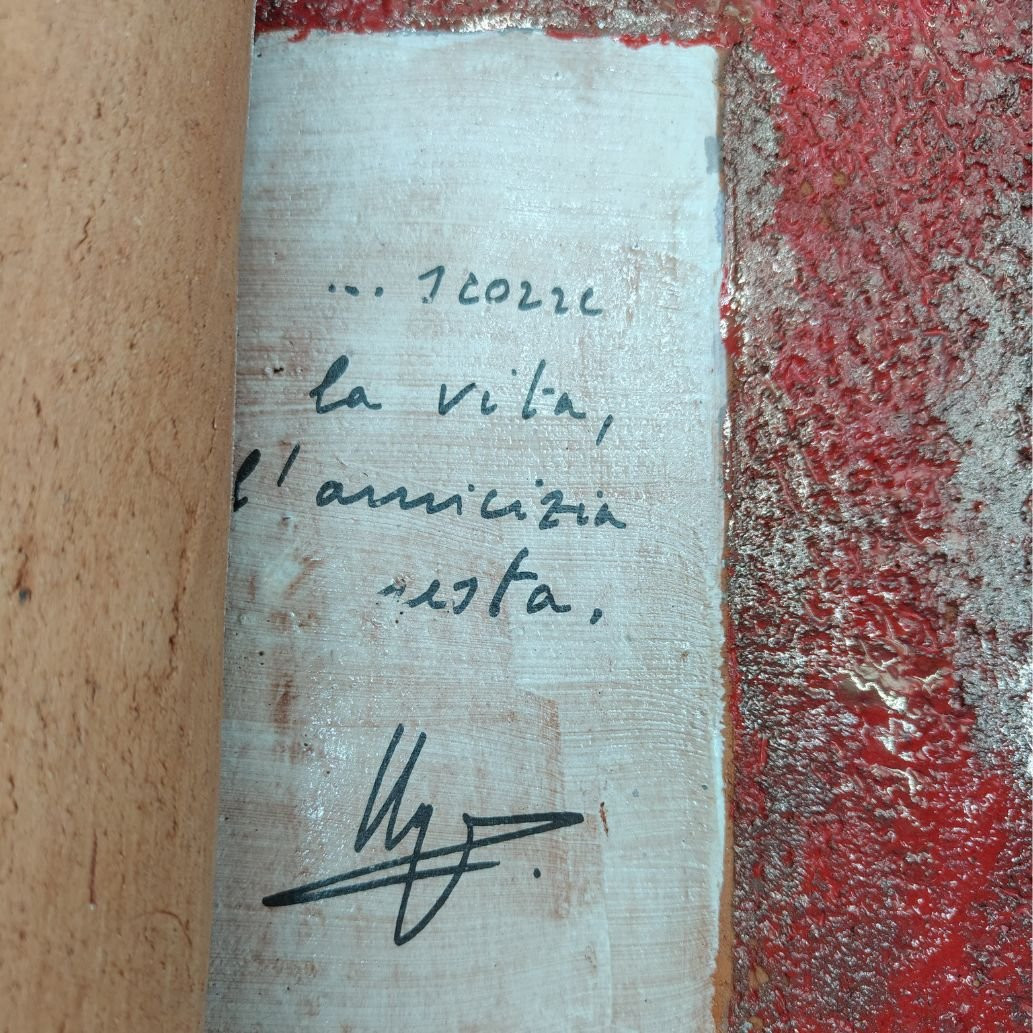 ... scorre
la vita,
l'amicizia
resta.